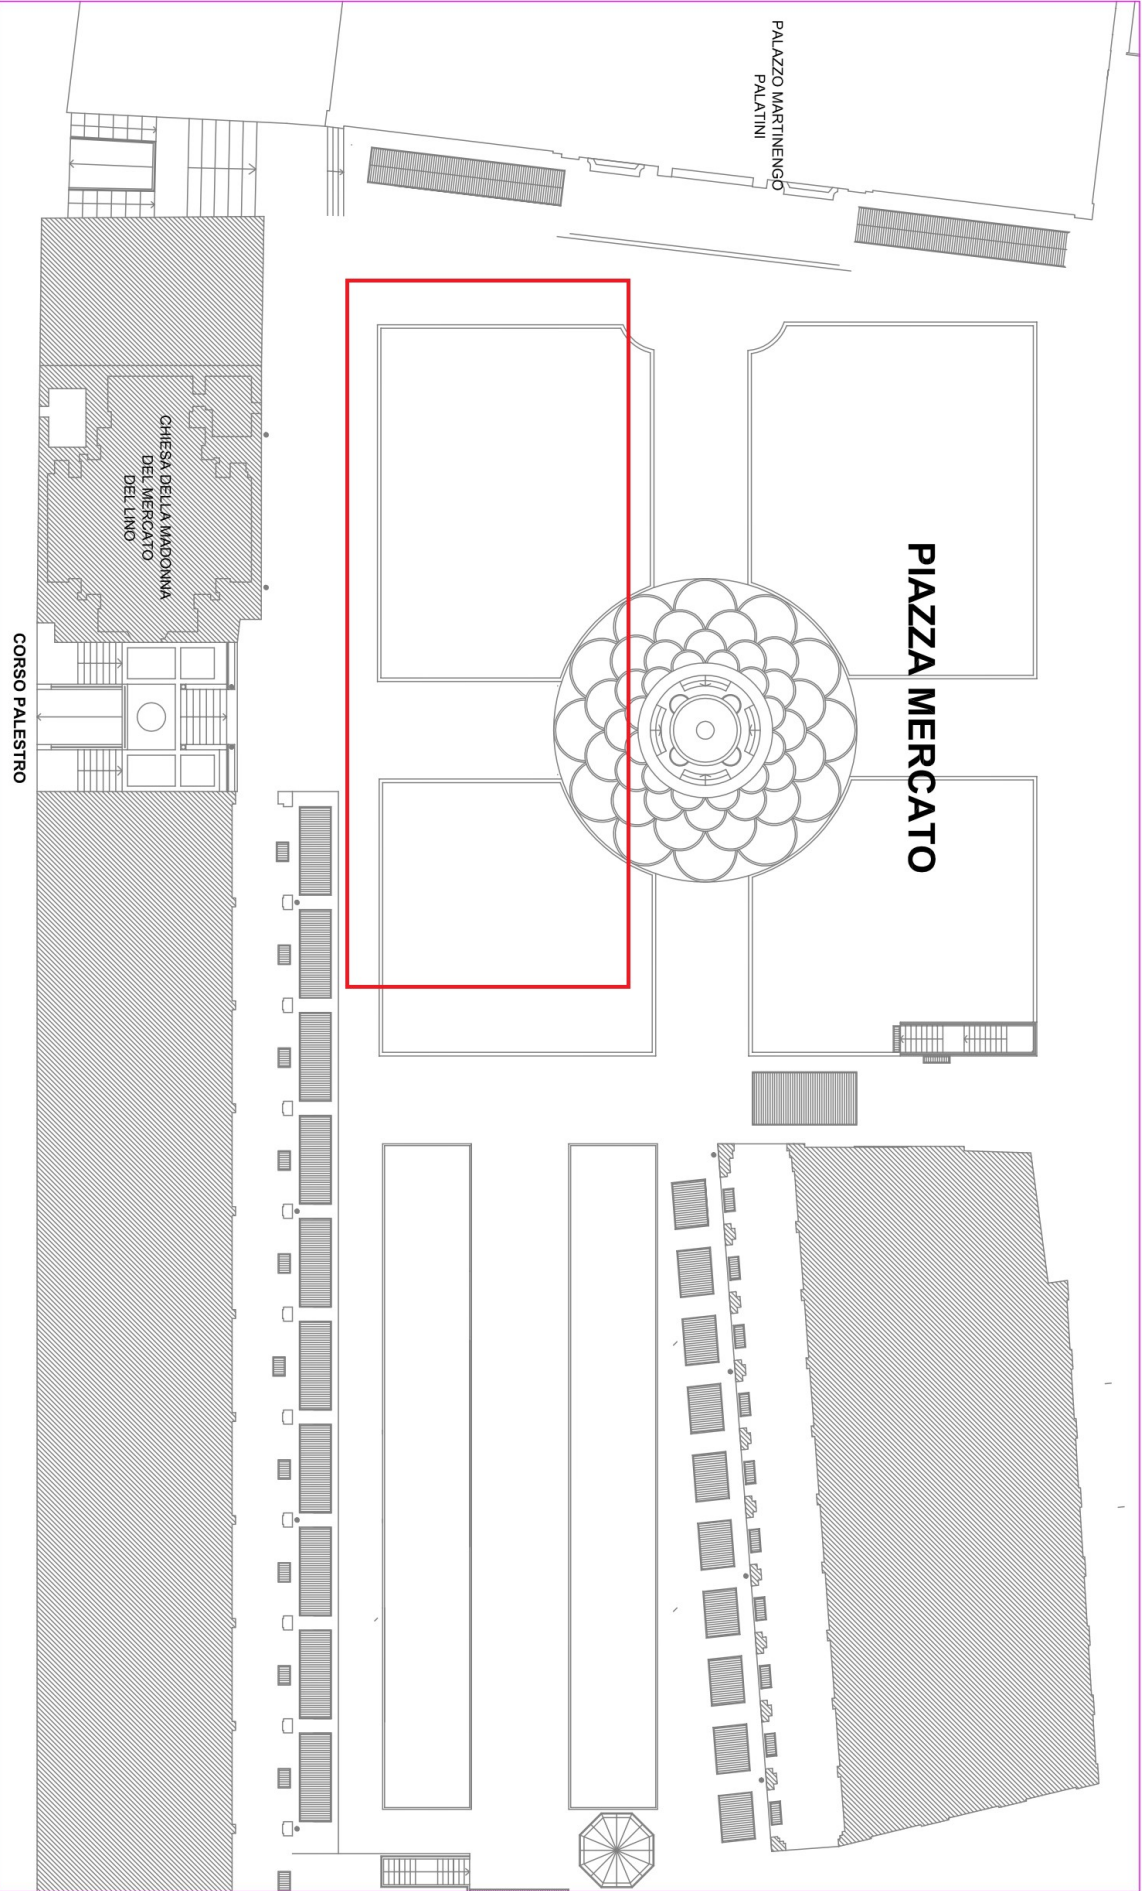 PALAZZO MARTINENGO
PALATINI
PIAZZA MERCATO
CHIESA DELLA MADONNA
DEL MERCATO
DEL LINO
CORSO PALESTRO